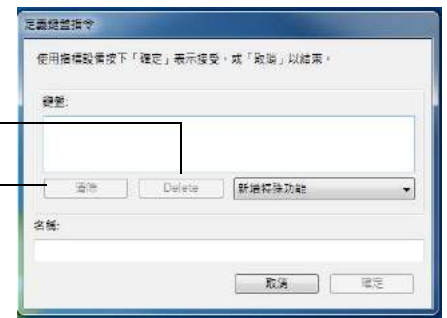 定義鍵盤指令
使用指標設備按下「確定」表示接受，或「取消」以結束。
鍵盤:
清除
Delete
新增特殊功能
名稱:
取消
確定